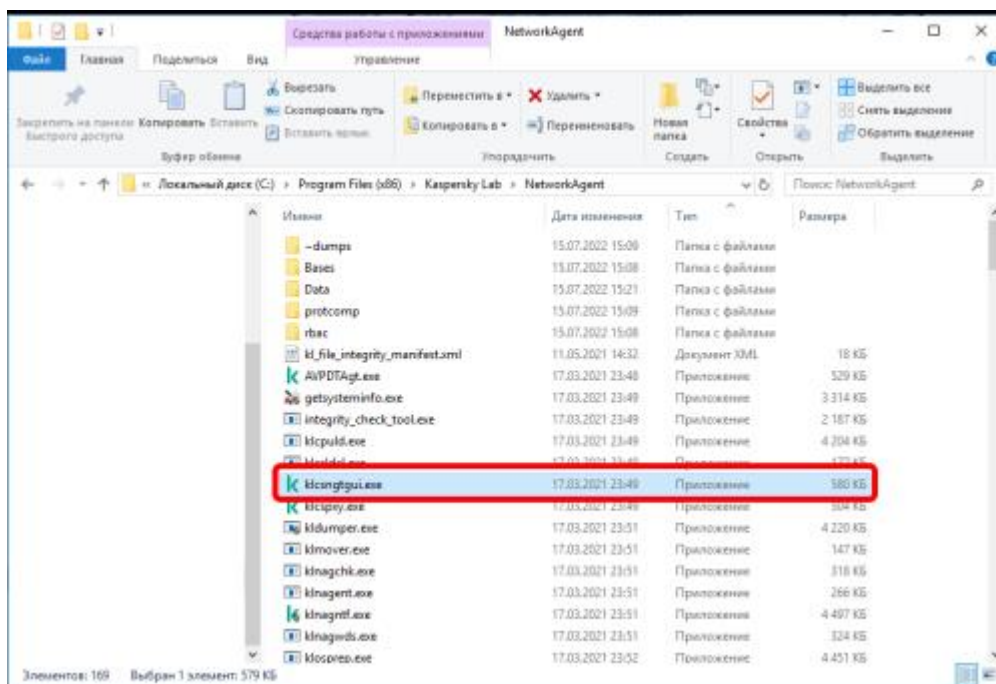 Средства работы с приложениями NetworkAgent
Файл Главная Поделиться Вид Управление
Закрепить на панели быстрого доступа Копировать Вставить
Вырезать
Скопировать путь
Вставить ярлык
Переместить в
Копировать в
Удалить
Переименовать
Новая папка
Свойства
Выделить все
Снять выделение
Обратить выделение
Буфер обмена Упорядочить Создать Открыть Выделить
« Локальный диск (C:) › Program Files (x86) › Kaspersky Lab › NetworkAgent Поиск: NetworkAgent
Имя Дата изменения Тип Размер
~dumps 15.07.2022 15:09 Папка с файлами
Bases 15.07.2022 15:08 Папка с файлами
Data 15.07.2022 15:21 Папка с файлами
protcomp 15.07.2022 15:09 Папка с файлами
rbac 15.07.2022 15:08 Папка с файлами
kl_file_integrity_manifest.xml 11.05.2021 14:32 Документ XML 18 КБ
AVPDTAgt.exe 17.03.2021 23:48 Приложение 529 КБ
getsysteminfo.exe 17.03.2021 23:49 Приложение 3 314 КБ
integrity_check_tool.exe 17.03.2021 23:49 Приложение 2 187 КБ
klcpuld.exe 17.03.2021 23:49 Приложение 4 204 КБ
klcsngtgui.exe 17.03.2021 23:49 Приложение 580 КБ
17.03.2021 23:49 Приложение 504 КБ
kldumper.exe 17.03.2021 23:51 Приложение 4 220 КБ
klmover.exe 17.03.2021 23:51 Приложение 147 КБ
klnagchk.exe 17.03.2021 23:51 Приложение 318 КБ
klnagent.exe 17.03.2021 23:51 Приложение 266 КБ
klnagntf.exe 17.03.2021 23:51 Приложение 4 497 КБ
klnagwds.exe 17.03.2021 23:51 Приложение 324 КБ
klosprep.exe 17.03.2021 23:52 Приложение 4 451 КБ
Элементов: 169 Выбран 1 элемент: 579 КБ